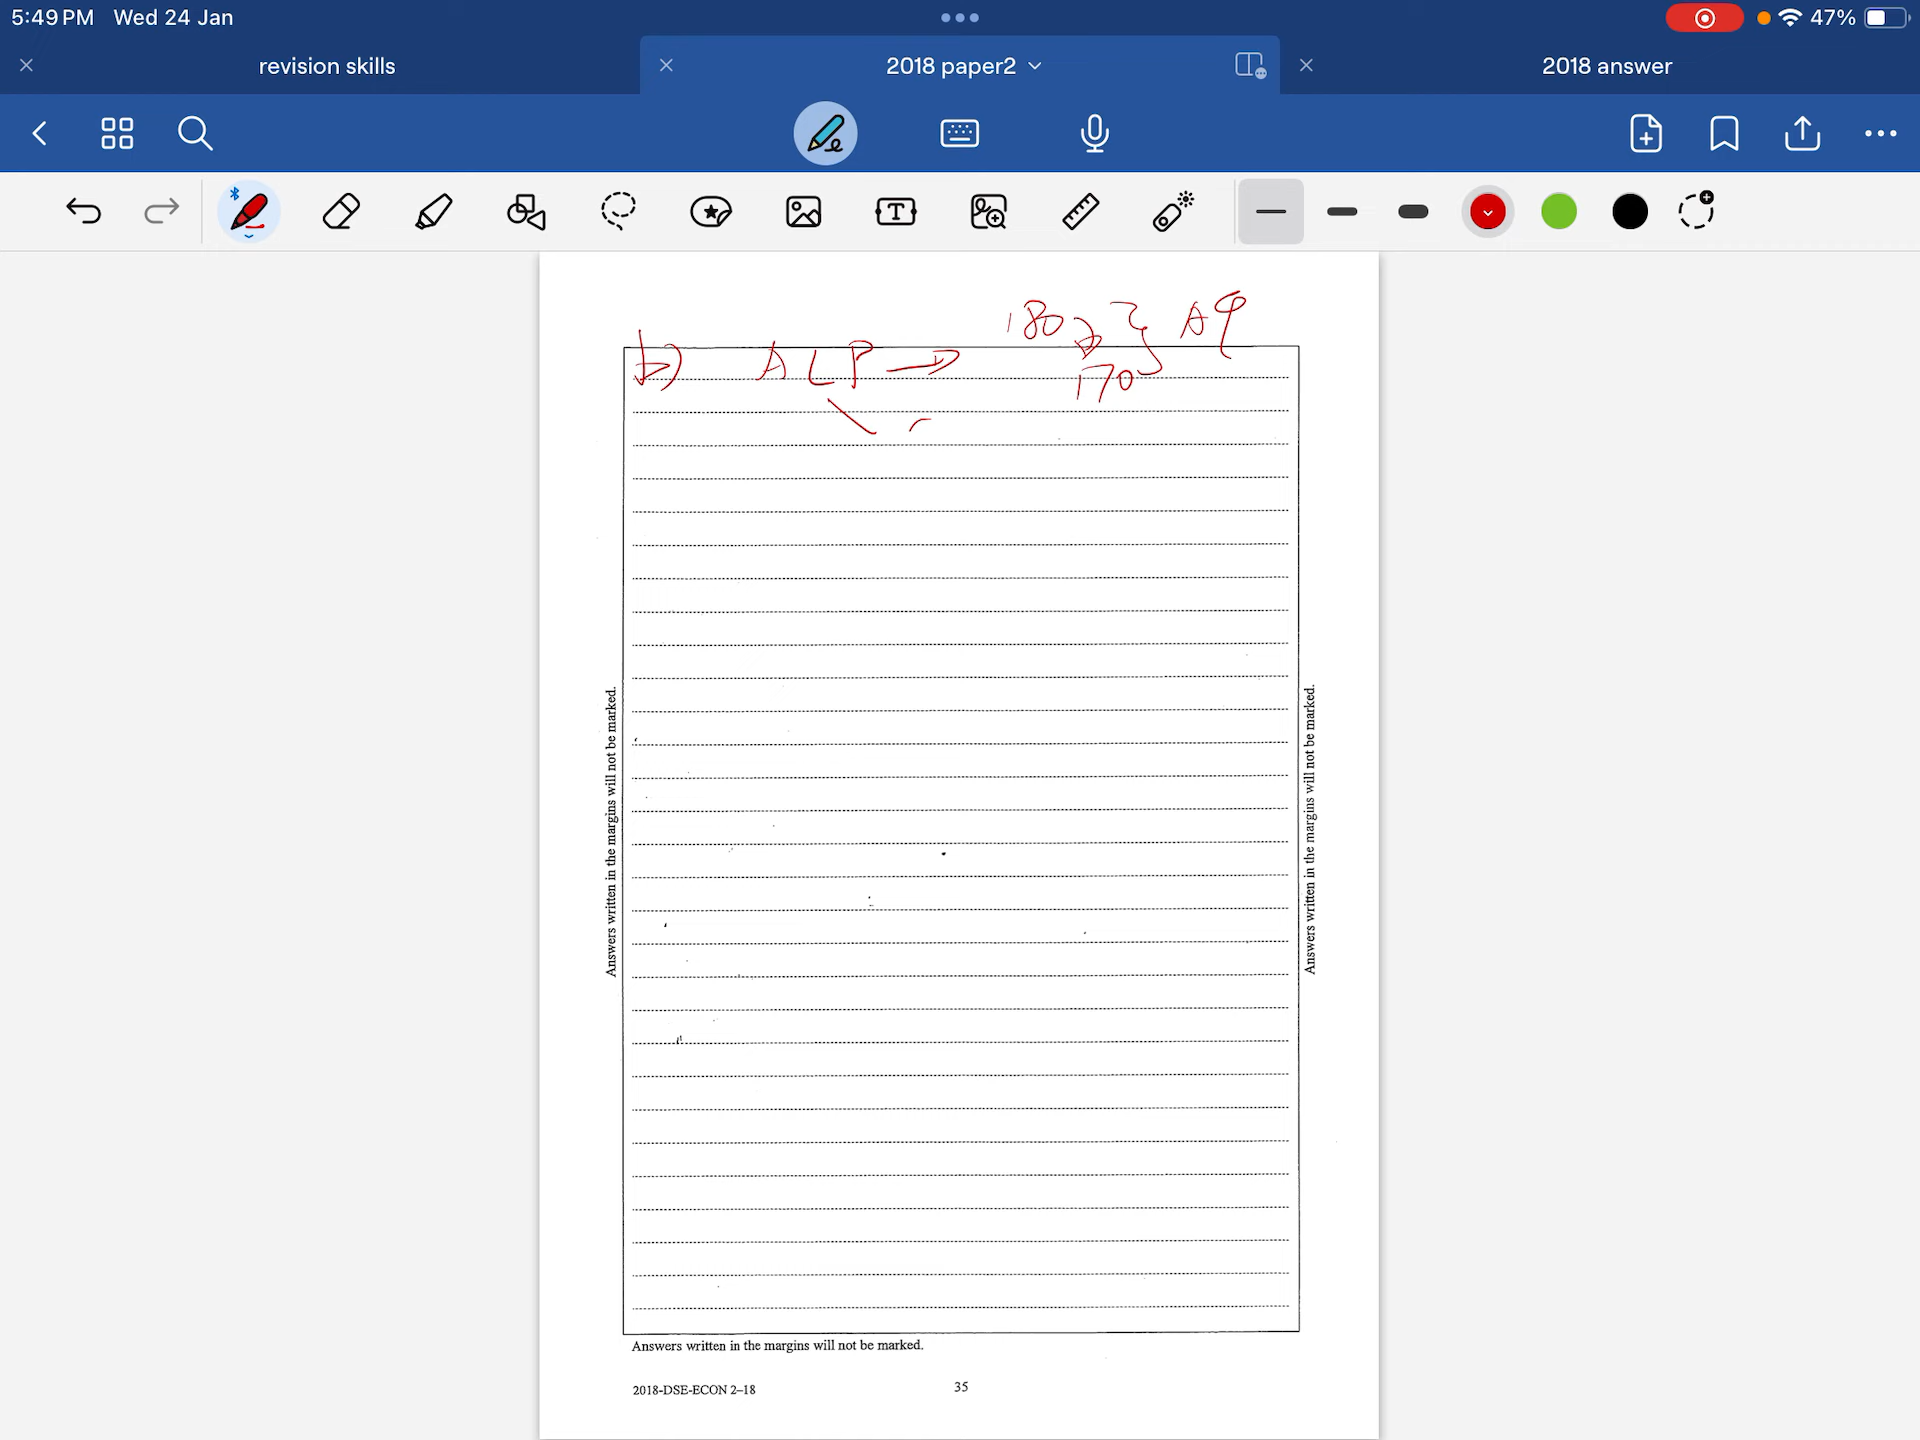 5:49 PM Wed 24 Jan
47%
revision skills
2018 paper2
2018 answer
180
b) ALP
170
Answers written in the margins will not be marked.
Answers written in the margins will not be marked.
Answers written in the margins will not be marked.
2018-DSE-ECON 2–18
35